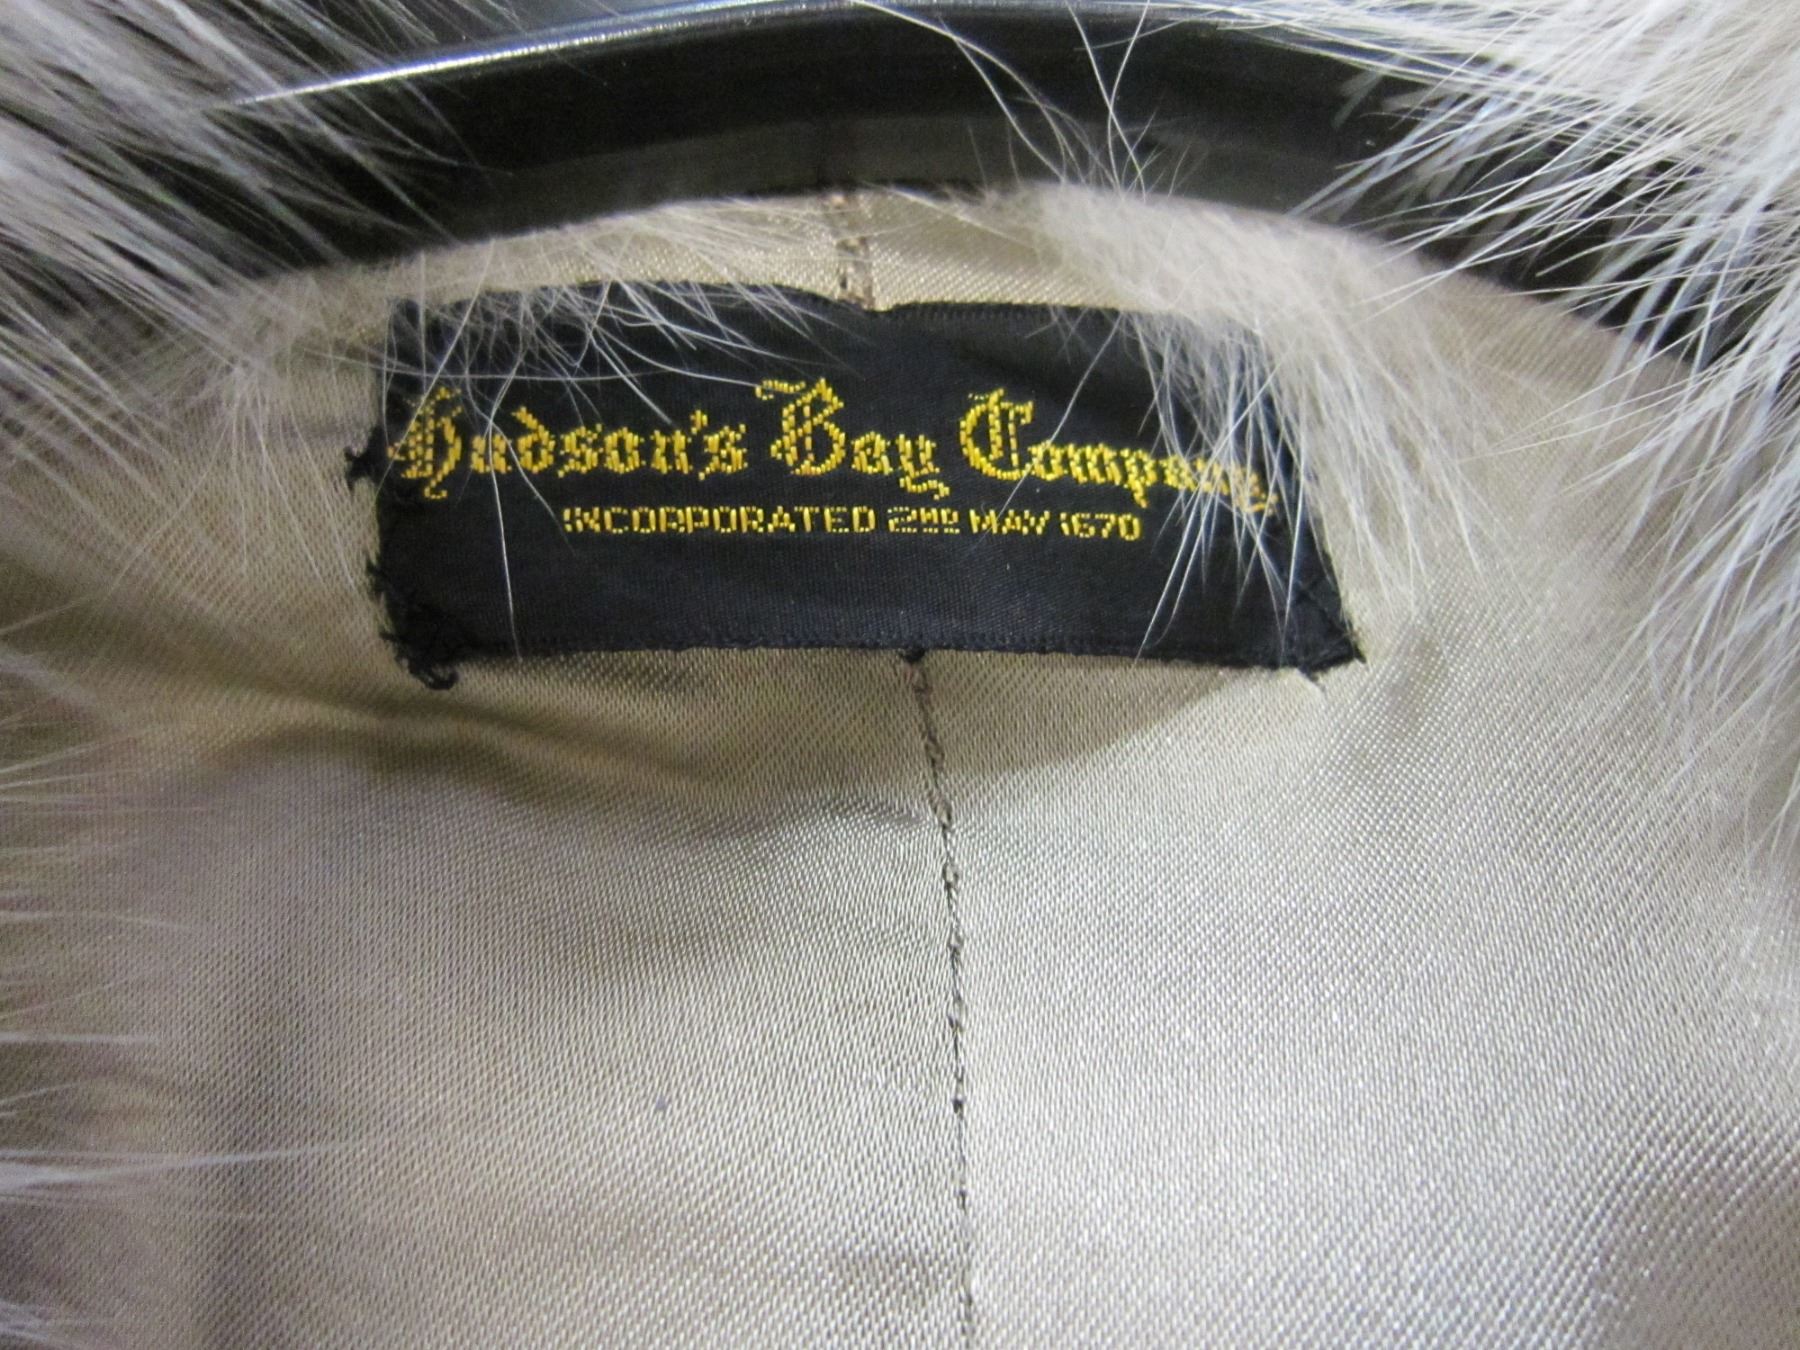 Hudson's Bay Company
INCORPORATED 2ND MAY 1670